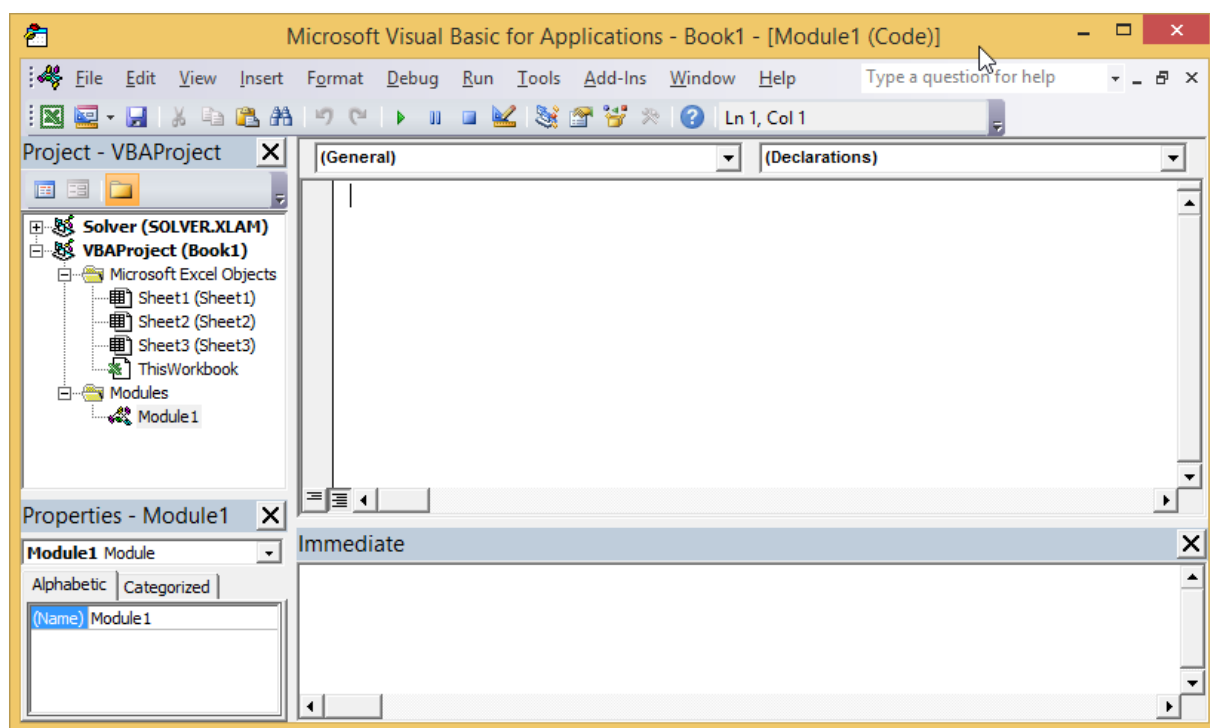 Microsoft Visual Basic for Applications - Book1 - [Module1 (Code)]
File Edit View Insert Format Debug Run Tools Add-Ins Window Help Type a question for help
Ln 1, Col 1
Project - VBAProject
(General) (Declarations)
Solver (SOLVER.XLAM)
VBAProject (Book1)
Microsoft Excel Objects
Sheet1 (Sheet1)
Sheet2 (Sheet2)
Sheet3 (Sheet3)
ThisWorkbook
Modules
Module1
Properties - Module1
Module1 Module
Alphabetic Categorized
(Name) Module1
Immediate